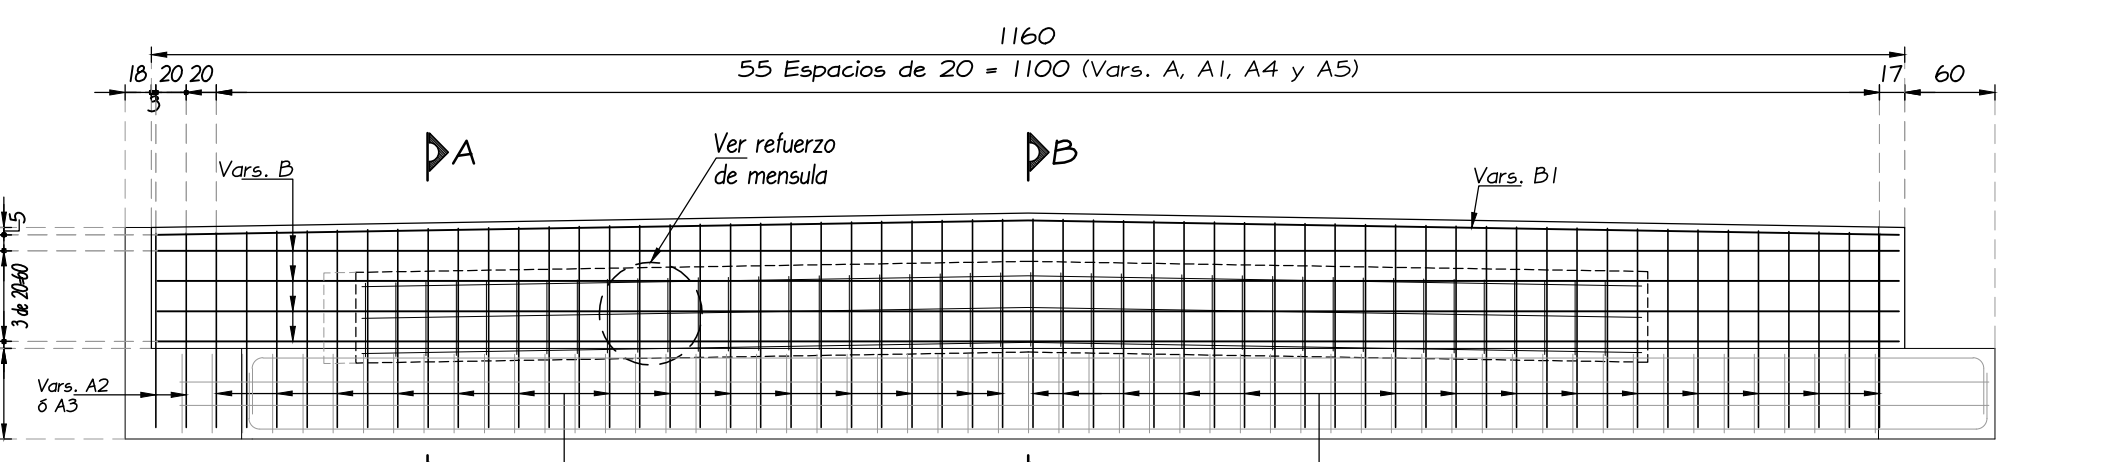 1160
18 20 20
55 Espacios de 20 = 1100 (Vars. A, A1, A4 y A5)
17 60
3
A
Ver refuerzo
de mensula
B
Vars. B
Vars. B1
5
3 de 20=60
Vars. A2
ó A3